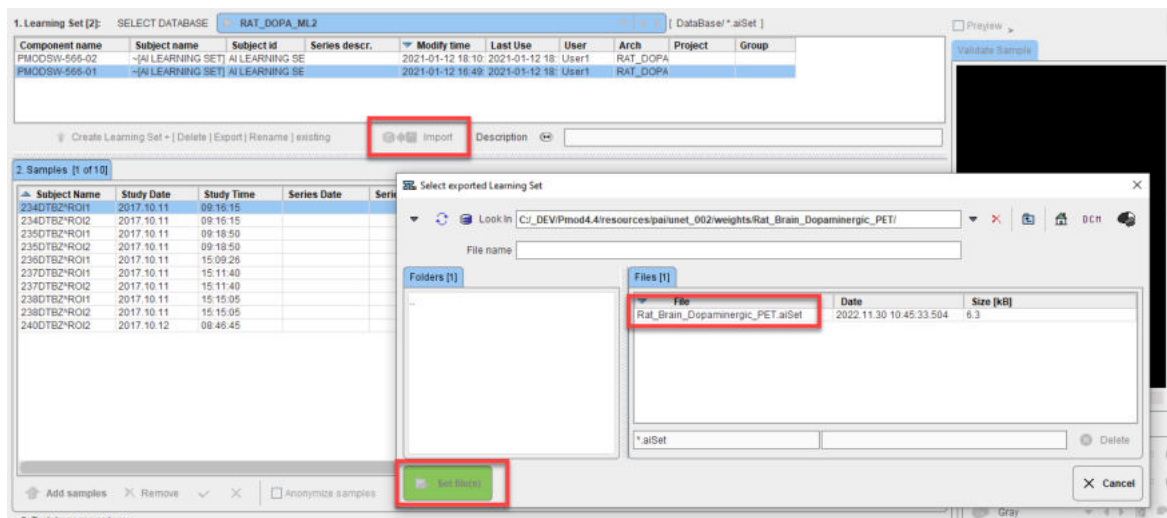 1. Learning Set [2]: SELECT DATABASE RAT_DOPA_ML2 [ DataBase/ *.aiSet ] Preview
Component name Subject name Subject id Series descr. Modify time Last Use User Arch Project Group
PMODSW-566-02 ~[AI LEARNING SET] AI LEARNING SE 2021-01-12 18:10: 2021-01-12 18: User1 RAT_DOPA
PMODSW-566-01 ~[AI LEARNING SET] AI LEARNING SE 2021-01-12 16:49: 2021-01-12 18: User1 RAT_DOPA
Validate Sample
Create Learning Set + [ Delete | Export | Rename ] existing Import Description
2. Samples [1 of 10]
Subject Name Study Date Study Time Series Date Serie
234DTBZ^ROI1 2017.10.11 09:16:15
234DTBZ^ROI2 2017.10.11 09:16:15
235DTBZ^ROI1 2017.10.11 09:18:50
235DTBZ^ROI2 2017.10.11 09:18:50
236DTBZ^ROI1 2017.10.11 15:09:26
237DTBZ^ROI1 2017.10.11 15:11:40
237DTBZ^ROI2 2017.10.11 15:11:40
238DTBZ^ROI1 2017.10.11 15:15:05
238DTBZ^ROI2 2017.10.11 15:15:05
240DTBZ^ROI2 2017.10.12 08:46:45
Add samples Remove Anonymize samples
Select exported Learning Set
Look In C:/_DEV/Pmod4.4/resources/pai/unet_002/weights/Rat_Brain_Dopaminergic_PET/ DCM
File name
Folders [1] Files [1]
..
File Date Size [kB]
Rat_Brain_Dopaminergic_PET.aiSet 2022.11.30 10:45:33.504 6.3
*.aiSet Delete
Set file(s) Cancel
Gray